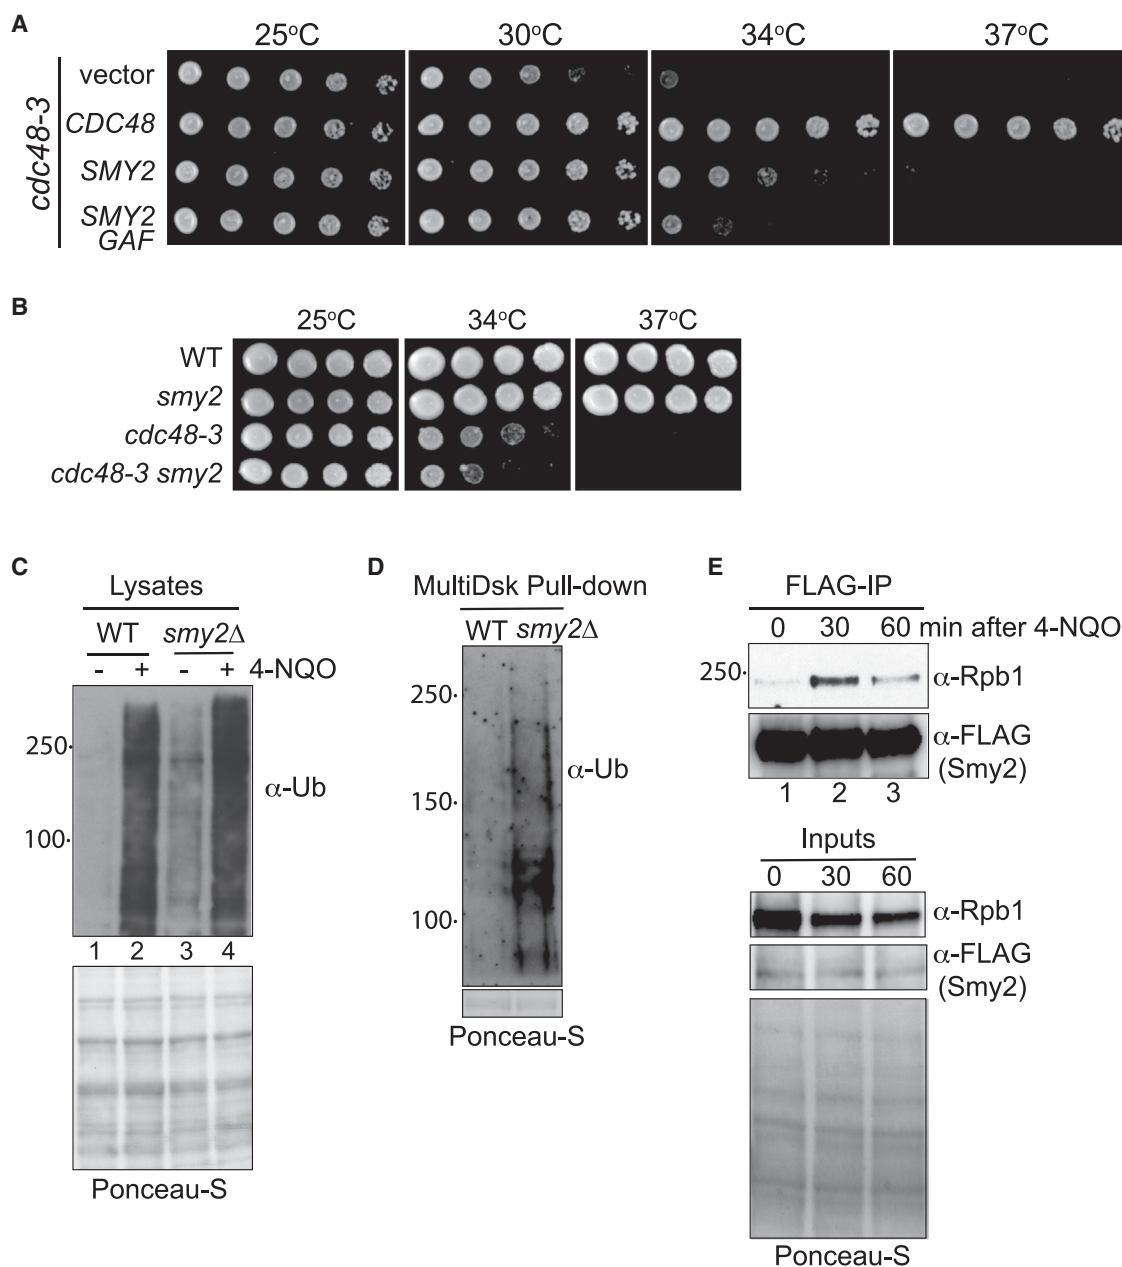 A
25°C 30°C 34°C 37°C
cdc48-3
vector
CDC48
SMY2
SMY2
GAF
B
25°C 34°C 37°C
WT
smy2
cdc48-3
cdc48-3 smy2
C
Lysates
WT smy2Δ
- + - + 4-NQO
250
100
α-Ub
1 2 3 4
Ponceau-S
D
MultiDsk Pull-down
WT smy2Δ
250
150
100
α-Ub
Ponceau-S
E
FLAG-IP
0 30 60 min after 4-NQO
250
α-Rpb1
α-FLAG
(Smy2)
1 2 3
Inputs
0 30 60
α-Rpb1
α-FLAG
(Smy2)
Ponceau-S